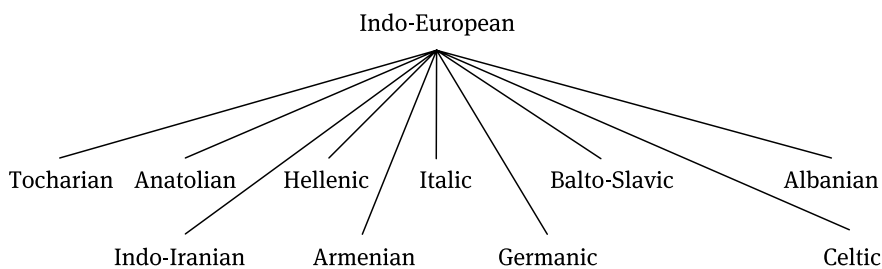 Indo-European
Tocharian Anatolian Hellenic Italic Balto-Slavic Albanian
Indo-Iranian Armenian Germanic Celtic